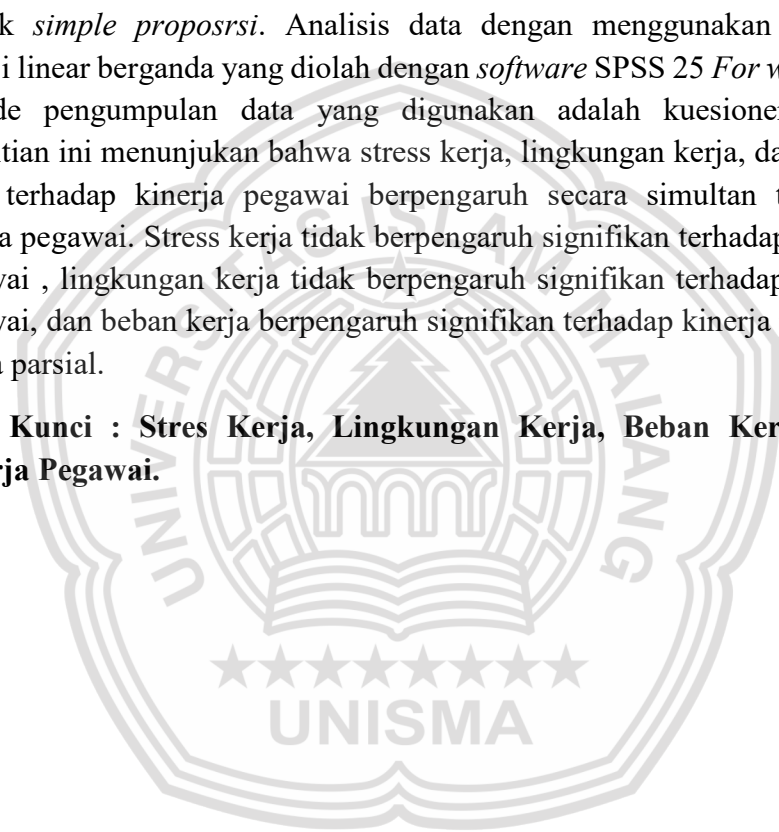 k simple proposrsi. Analisis data dengan menggunakan
i linear berganda yang diolah dengan software SPSS 25 For w
de pengumpulan data yang digunakan adalah kuesioner
tian ini menunjukan bahwa stress kerja, lingkungan kerja, da
terhadap kinerja pegawai berpengaruh secara simultan t
a pegawai. Stress kerja tidak berpengaruh signifikan terhadap
vai , lingkungan kerja tidak berpengaruh signifikan terhadap
vai, dan beban kerja berpengaruh signifikan terhadap kinerja
a parsial.
Kunci : Stres Kerja, Lingkungan Kerja, Beban Ker
rja Pegawai.
UNIVERSITAS ISLAM MALANG
UNISMA